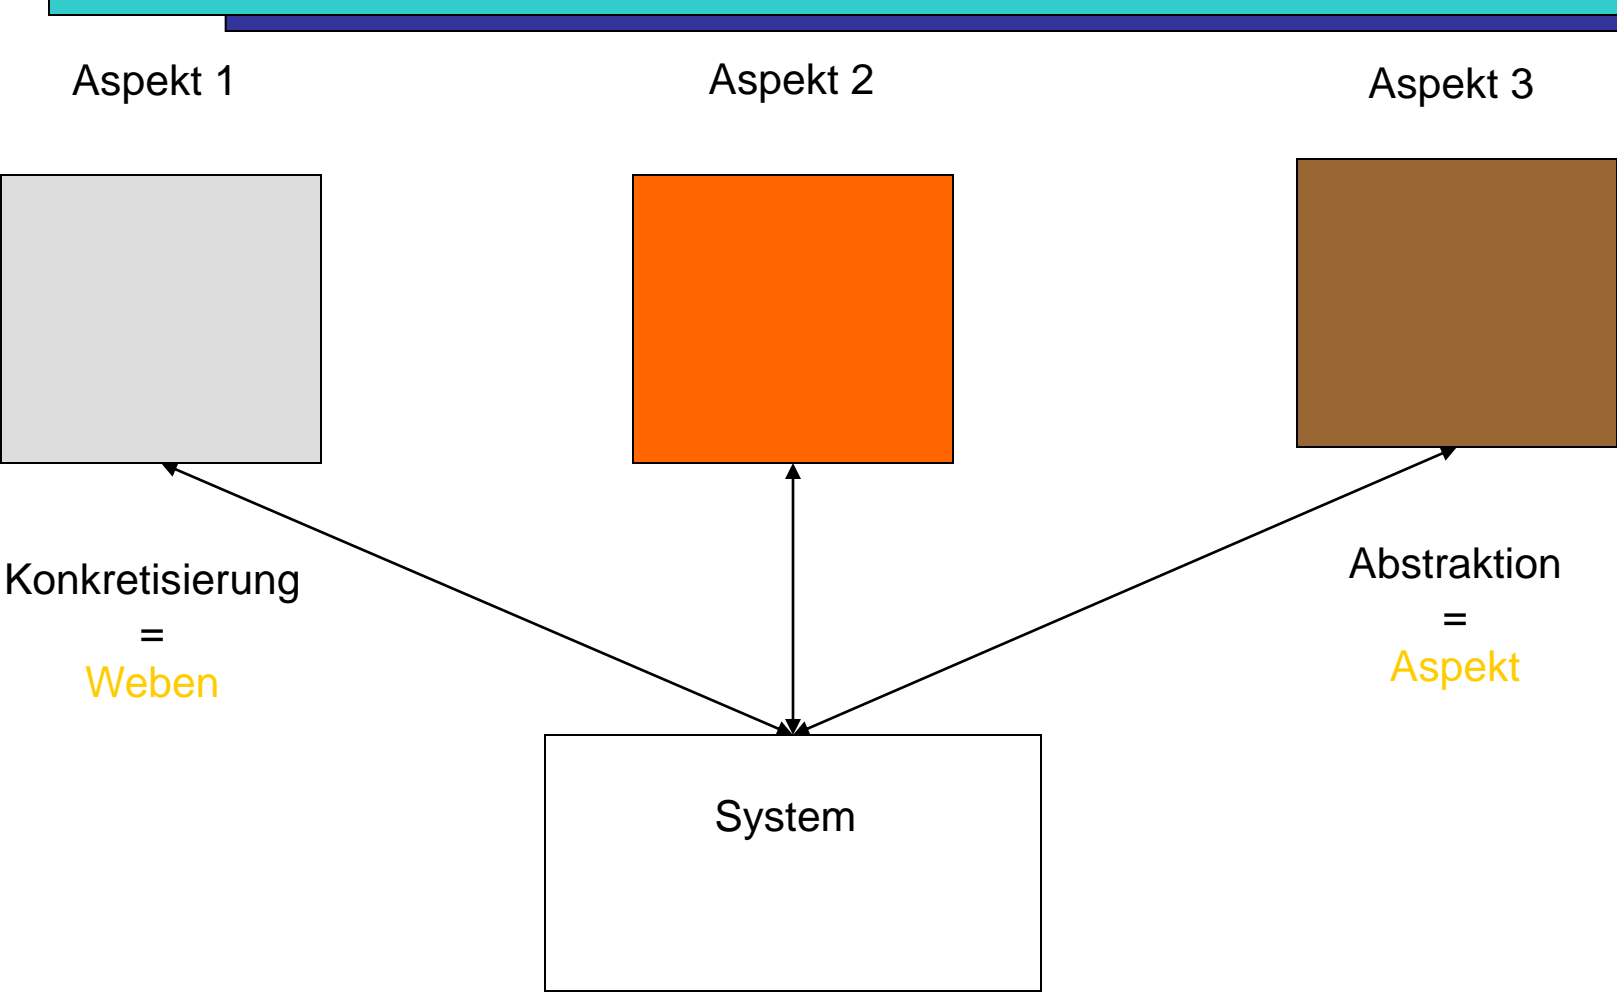 Aspekt 1
Aspekt 2
Aspekt 3
Konkretisierung
=
Weben
Abstraktion
=
Aspekt
System